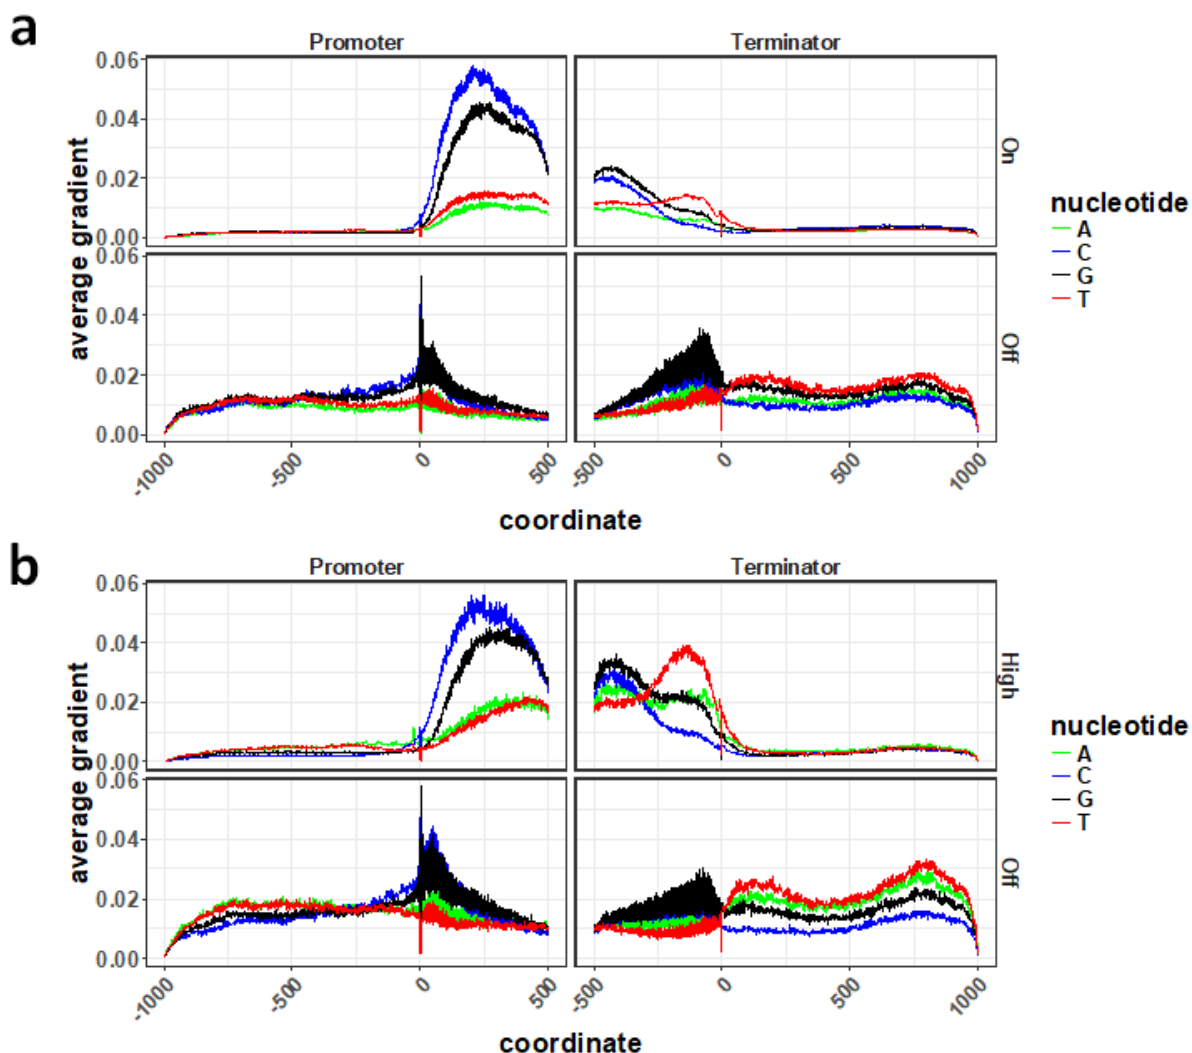 a
Promoter Terminator
0.06
0.04
0.02
0.00
On
0.06
0.04
0.02
0.00
Off
average gradient
-1000 -500 0 500 -500 0 500 1000
coordinate
nucleotide
A
C
G
T
b
Promoter Terminator
0.06
0.04
0.02
0.00
High
0.06
0.04
0.02
0.00
Off
average gradient
-1000 -500 0 500 -500 0 500 1000
coordinate
nucleotide
A
C
G
T